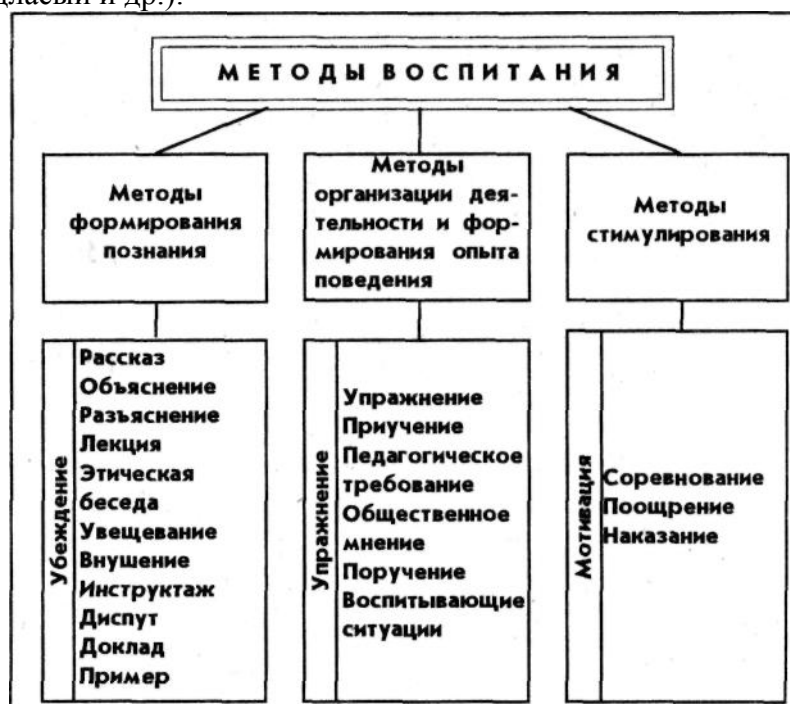 и др.).
МЕТОДЫ ВОСПИТАНИЯ
Методы
формирования
познания
Методы
организации дея-
тельности и фор-
мирования опыта
поведения
Методы
стимулирования
Убеждение
Рассказ
Объяснение
Разъяснение
Лекция
Этическая
беседа
Увещевание
Внушение
Инструктаж
Диспут
Доклад
Пример
Упражнение
Упражнение
Приучение
Педагогическое
требование
Общественное
мнение
Поручение
Воспитывающие
ситуации
Мотивация
Соревнование
Поощрение
Наказание